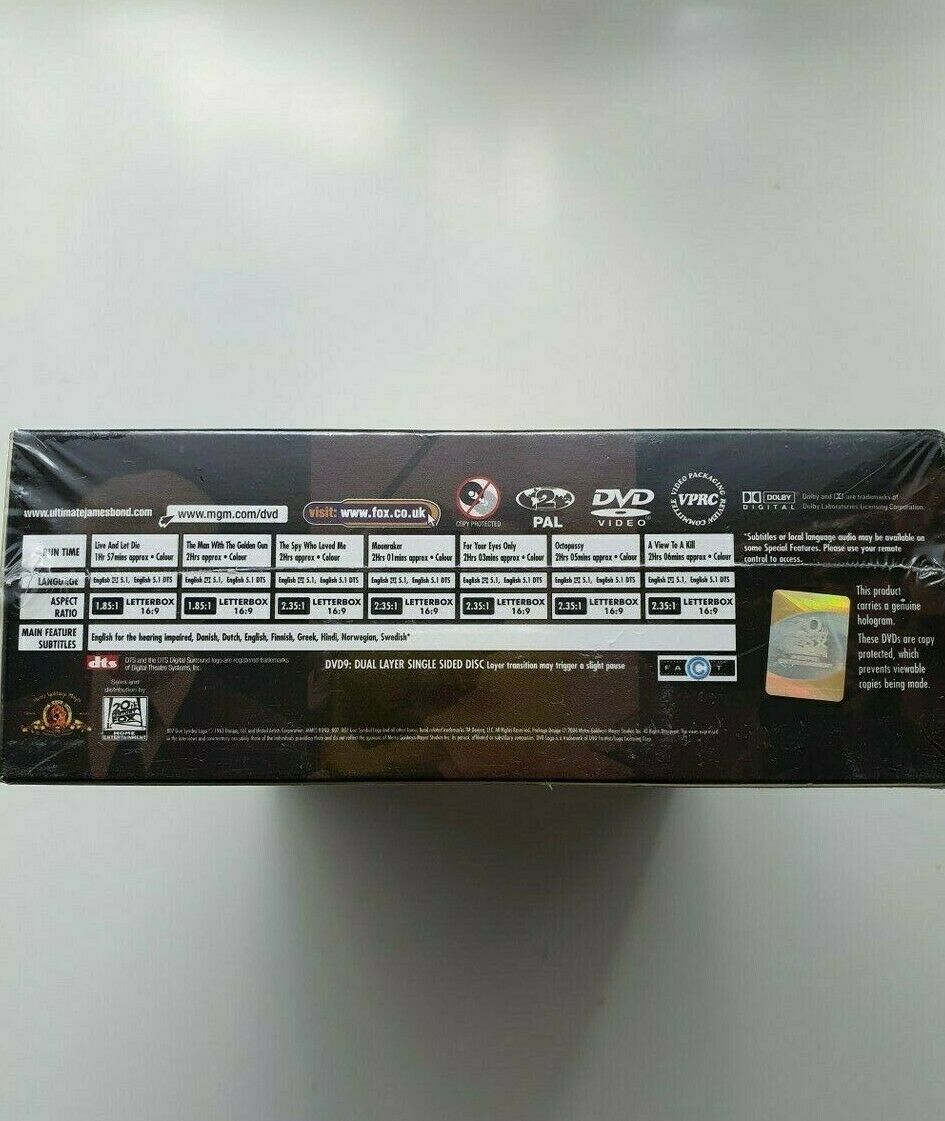 www.ultimatejamesbond.com
www.mgm.com/dvd
visit: www.fox.co.uk
COPY PROTECTED
2
PAL
DVD
VIDEO
VIDEO PACKAGING REVIEW COMMITTEE
VPRC
DOLBY
DIGITAL
Dolby and are trademarks of
Dolby Laboratories Licensing Corporation.
RUN TIME
Live And Let Die
1Hr 57mins approx • Colour
The Man With The Golden Gun
2Hrs approx • Colour
The Spy Who Loved Me
2Hrs approx • Colour
Moonraker
2Hrs 01mins approx • Colour
For Your Eyes Only
2Hrs 03mins approx • Colour
Octopussy
2Hrs 05mins approx • Colour
A View To A Kill
2Hrs 06mins approx • Colour
LANGUAGE
English 5.1, English 5.1 DTS
English 5.1, English 5.1 DTS
English 5.1, English 5.1 DTS
English 5.1, English 5.1 DTS
English 5.1, English 5.1 DTS
English 5.1, English 5.1 DTS
English 5.1, English 5.1 DTS
ASPECT
RATIO
1.85:1 LETTERBOX
16:9
1.85:1 LETTERBOX
16:9
2.35:1 LETTERBOX
16:9
2.35:1 LETTERBOX
16:9
2.35:1 LETTERBOX
16:9
2.35:1 LETTERBOX
16:9
2.35:1 LETTERBOX
16:9
MAIN FEATURE
SUBTITLES
English for the hearing impaired, Danish, Dutch, English, Finnish, Greek, Hindi, Norwegian, Swedish*
*Subtitles or local language audio may be available on
some Special Features. Please use your remote
control to access.
This product
carries a genuine
hologram.
These DVDs are copy
protected, which
prevents viewable
copies being made.
dts
DTS and the DTS Digital Surround logo are registered trademarks
of Digital Theatre Systems, Inc.
DVD9: DUAL LAYER SINGLE SIDED DISC Layer transition may trigger a slight pause
FACT
Sales and
distribution by
20th
CENTURY
FOX
HOME
ENTERTAINMENT